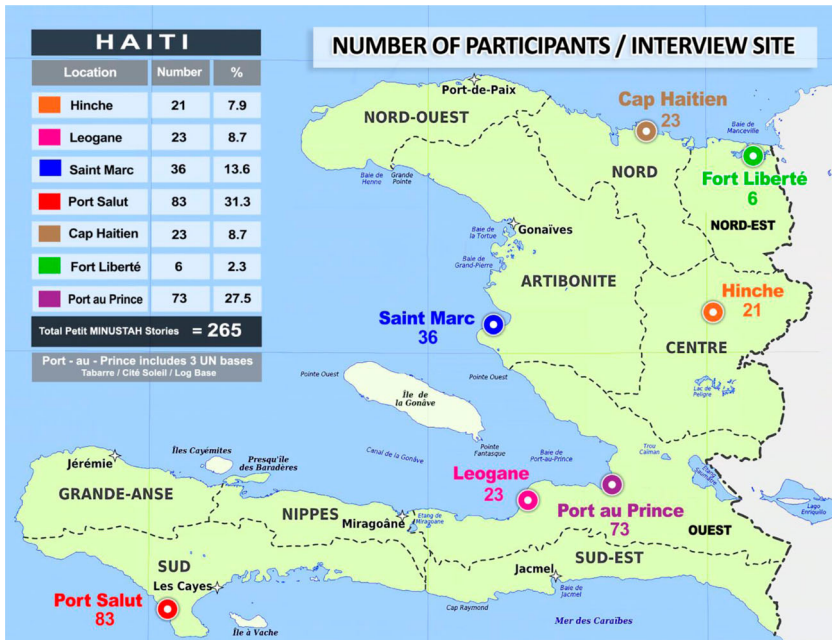 HAITI
Location Number %
Hinche 21 7.9
Leogane 23 8.7
Saint Marc 36 13.6
Port Salut 83 31.3
Cap Haitien 23 8.7
Fort Liberté 6 2.3
Port au Prince 73 27.5
Total Petit MINUSTAH Stories = 265
Port - au - Prince includes 3 UN bases
Tabarre / Cité Soleil / Log Base
NUMBER OF PARTICIPANTS / INTERVIEW SITE
Port-de-Paix
NORD-OUEST
Cap Haitien
23
Baie de
Manceville
Baie de
Henne
Grande
Pointe
NORD
Fort Liberté
6
NORD-EST
Baie de
la Tortue
Gonaïves
Baie de
Grand-Pierre
ARTIBONITE
Hinche
21
Saint Marc
36
CENTRE
Pointe Ouest
Pointe Ouest
Lac de
Peligre
Île de
la Gonâve
Pointe
Fantasque
Îles Cayémites
Presqu'île
des Baradères
Canal de la Gonâve
Baie de
Port-au-Prince
Trou
Caïman
Etang
Saumatre
Jérémie
GRANDE-ANSE
Leogane
23
Port au Prince
73
Lago
Enriquillo
NIPPES
Miragoâne
Etang de
Miragoane
OUEST
SUD
SUD-EST
Les Cayes
Jacmel
Port Salut
83
Baie de
Jacmel
Cap Raymond
Île à Vache
Mer des Caraïbes